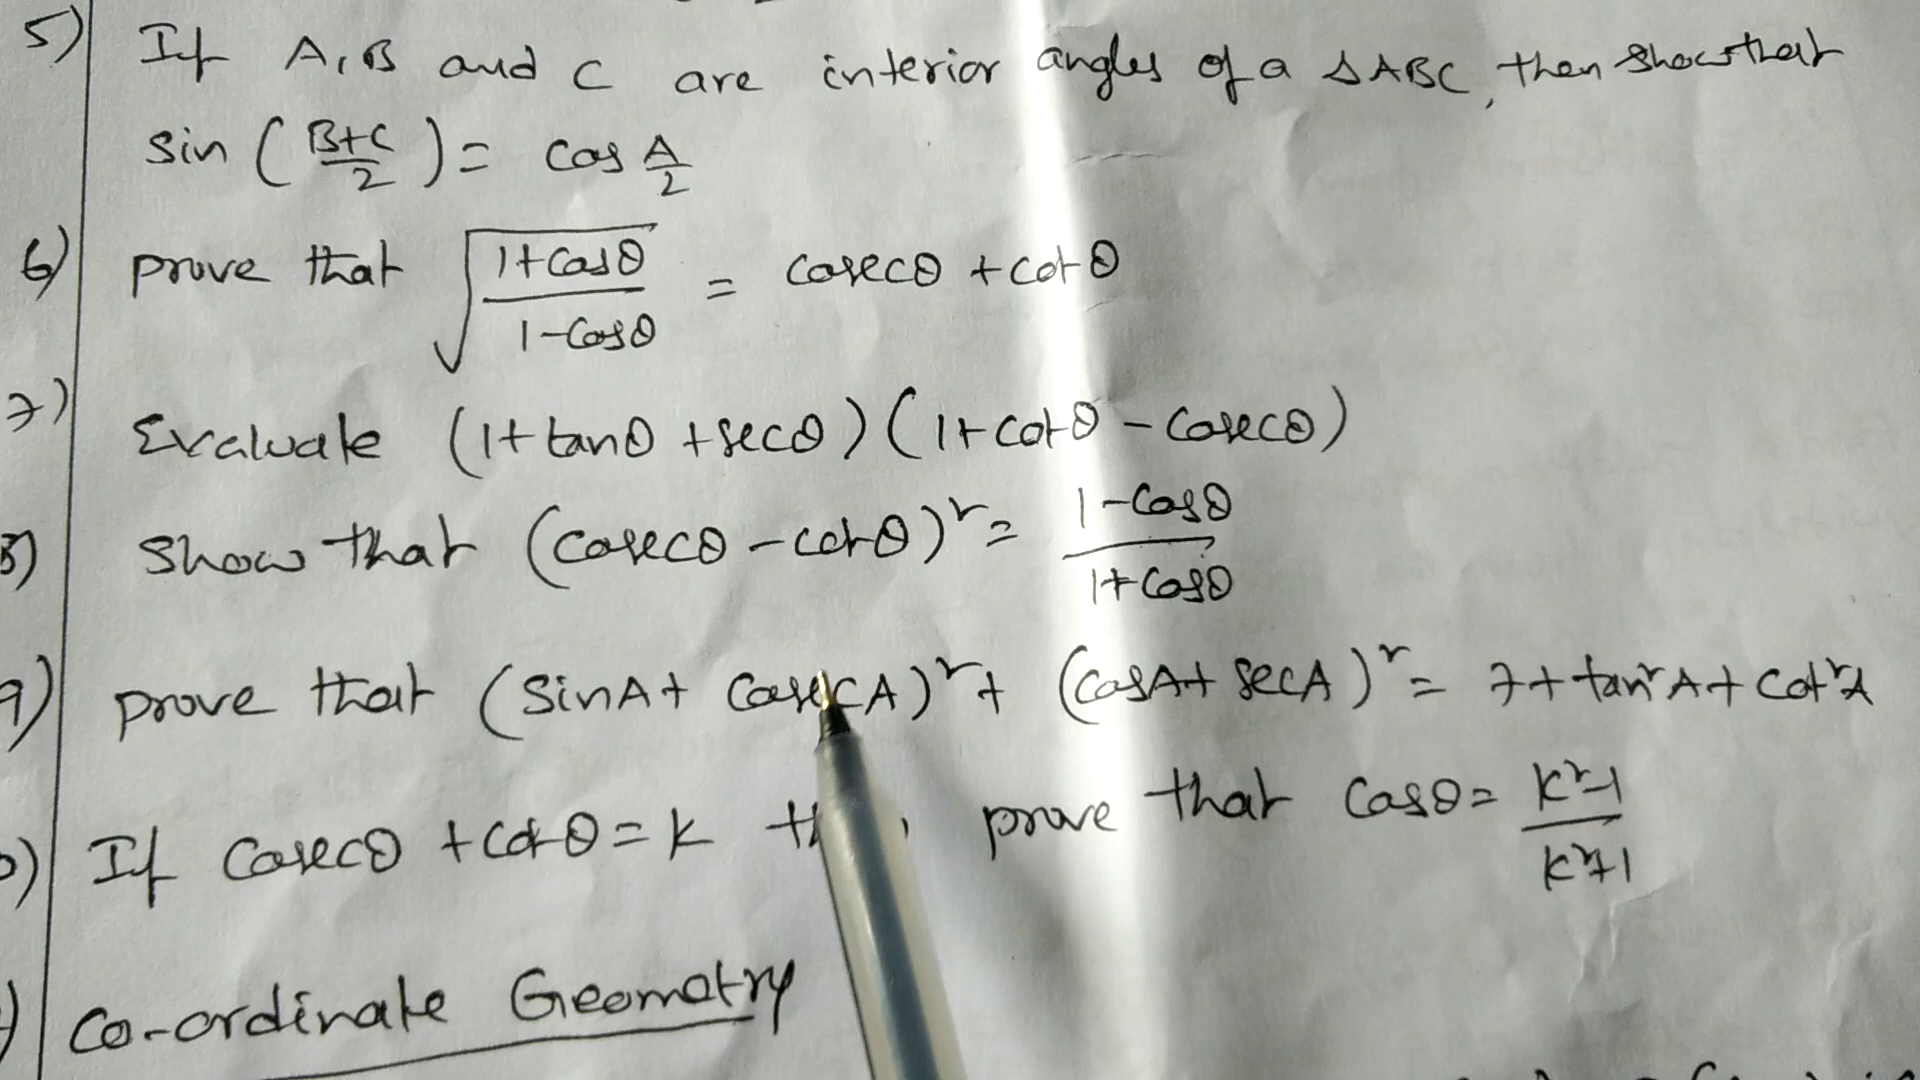 5) If A, B and C are interior angles of a ΔABC, then show that
sin (B+C/2) = cos A/2
6) prove that √(1+cosθ/1-cosθ) = cosecθ + cotθ
7) Evaluate (1+tanθ+secθ)(1+cotθ-cosecθ)
8) Show that (cosecθ-cotθ)² = 1-cosθ/1+cosθ
9) prove that (sinA+cosecA)²+(cosA+secA)² = 7+tan²A+cot²A
) If cosecθ+cotθ=k prove that cosθ= k²-1/k²+1
) Co-ordinate Geometry